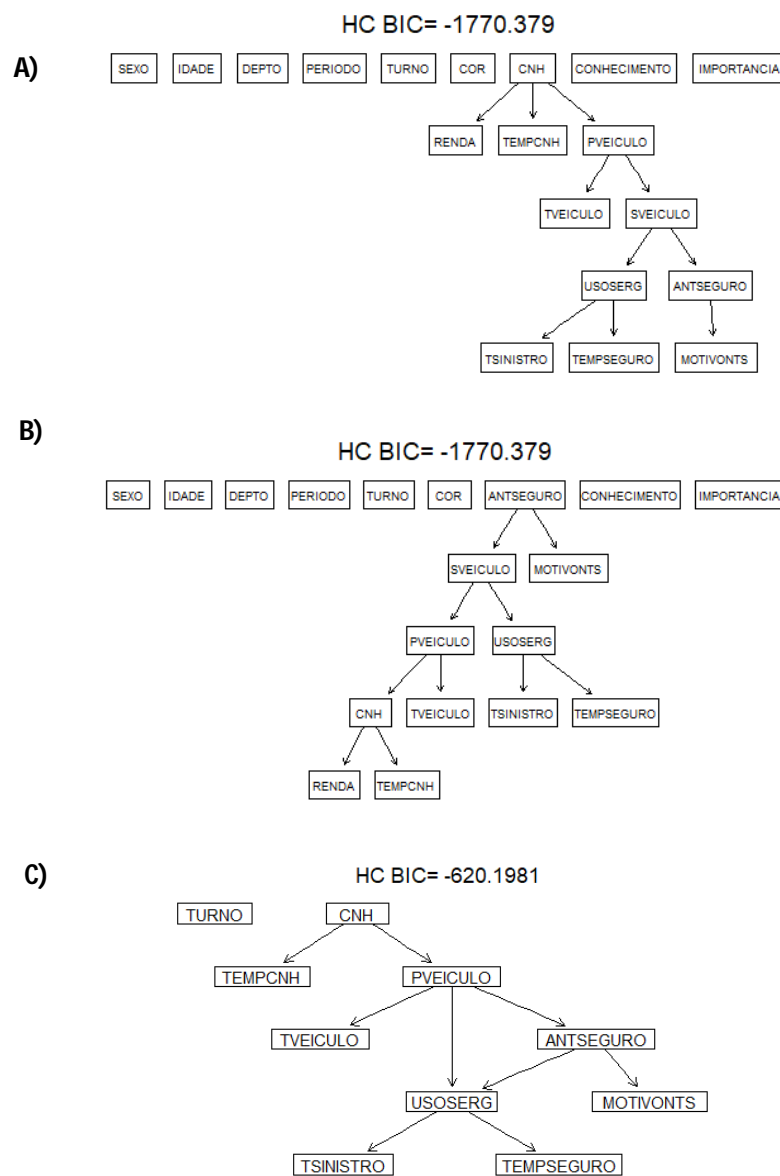 HC BIC= -1770.379
A)
SEXO IDADE DEPTO PERIODO TURNO COR CNH CONHECIMENTO IMPORTANCIA
RENDA TEMPCNH PVEICULO
TVEICULO SVEICULO
USOSERG ANTSEGURO
TSINISTRO TEMPSEGURO MOTIVONTS
B)
HC BIC= -1770.379
SEXO IDADE DEPTO PERIODO TURNO COR ANTSEGURO CONHECIMENTO IMPORTANCIA
SVEICULO MOTIVONTS
PVEICULO USOSERG
CNH TVEICULO TSINISTRO TEMPSEGURO
RENDA TEMPCNH
C)
HC BIC= -620.1981
TURNO CNH
TEMPCNH PVEICULO
TVEICULO ANTSEGURO
USOSERG MOTIVONTS
TSINISTRO TEMPSEGURO